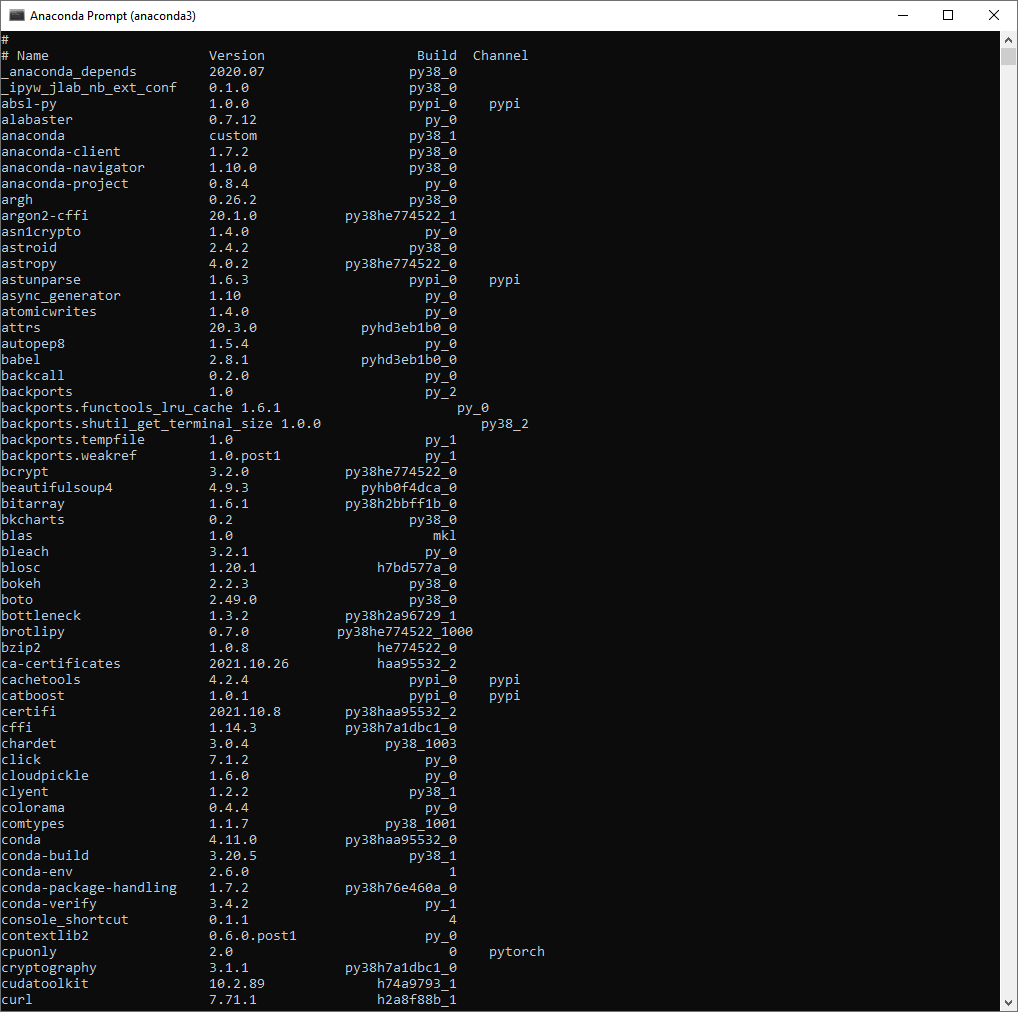 Anaconda Prompt (anaconda3)
#
# Name                    Version                   Build  Channel
_anaconda_depends         2020.07                  py38_0
_ipyw_jlab_nb_ext_conf    0.1.0                    py38_0
absl-py                   1.0.0                    pypi_0    pypi
alabaster                 0.7.12                     py_0
anaconda                  custom                   py38_1
anaconda-client           1.7.2                    py38_0
anaconda-navigator        1.10.0                   py38_0
anaconda-project          0.8.4                      py_0
argh                      0.26.2                   py38_0
argon2-cffi               20.1.0           py38he774522_1
asn1crypto                1.4.0                      py_0
astroid                   2.4.2                    py38_0
astropy                   4.0.2            py38he774522_0
astunparse                1.6.3                    pypi_0    pypi
async_generator           1.10                       py_0
atomicwrites              1.4.0                      py_0
attrs                     20.3.0             pyhd3eb1b0_0
autopep8                  1.5.4                      py_0
babel                     2.8.1              pyhd3eb1b0_0
backcall                  0.2.0                      py_0
backports                 1.0                        py_2
backports.functools_lru_cache 1.6.1                      py_0
backports.shutil_get_terminal_size 1.0.0                    py38_2
backports.tempfile        1.0                        py_1
backports.weakref         1.0.post1                  py_1
bcrypt                    3.2.0            py38he774522_0
beautifulsoup4            4.9.3              pyhb0f4dca_0
bitarray                  1.6.1            py38h2bbff1b_0
bkcharts                  0.2                      py38_0
blas                      1.0                         mkl
bleach                    3.2.1                      py_0
blosc                     1.20.1               h7bd577a_0
bokeh                     2.2.3                    py38_0
boto                      2.49.0                   py38_0
bottleneck                1.3.2            py38h2a96729_1
brotlipy                  0.7.0           py38he774522_1000
bzip2                     1.0.8                he774522_0
ca-certificates           2021.10.26           haa95532_2
cachetools                4.2.4                    pypi_0    pypi
catboost                  1.0.1                    pypi_0    pypi
certifi                   2021.10.8        py38haa95532_2
cffi                      1.14.3           py38h7a1dbc1_0
chardet                   3.0.4                 py38_1003
click                     7.1.2                      py_0
cloudpickle               1.6.0                      py_0
clyent                    1.2.2                    py38_1
colorama                  0.4.4                      py_0
comtypes                  1.1.7                 py38_1001
conda                     4.11.0           py38haa95532_0
conda-build               3.20.5                   py38_1
conda-env                 2.6.0                         1
conda-package-handling    1.7.2            py38h76e460a_0
conda-verify              3.4.2                      py_1
console_shortcut          0.1.1                         4
contextlib2               0.6.0.post1                py_0
cpuonly                   2.0                           0    pytorch
cryptography              3.1.1            py38h7a1dbc1_0
cudatoolkit               10.2.89              h74a9793_1
curl                      7.71.1               h2a8f88b_1